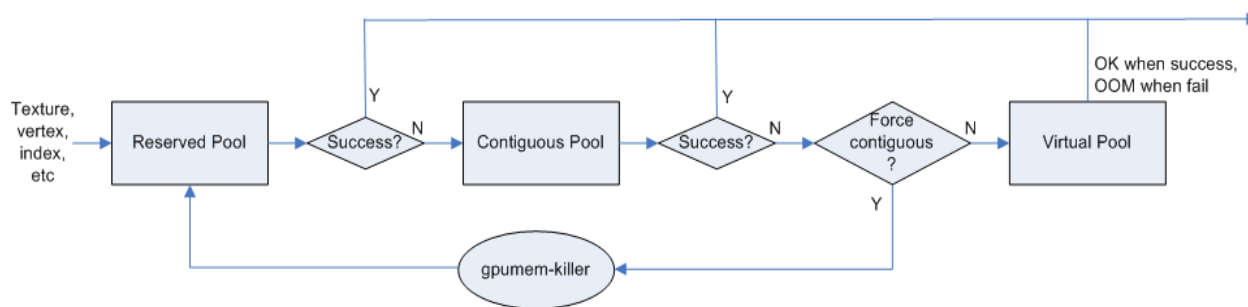 Y
OK when success,
OOM when fail
Texture,
vertex,
index,
etc
Reserved Pool
Success?
N
Contiguous Pool
Y
Success?
N
Force
contiguous
?
N
Virtual Pool
Y
gpumem-killer